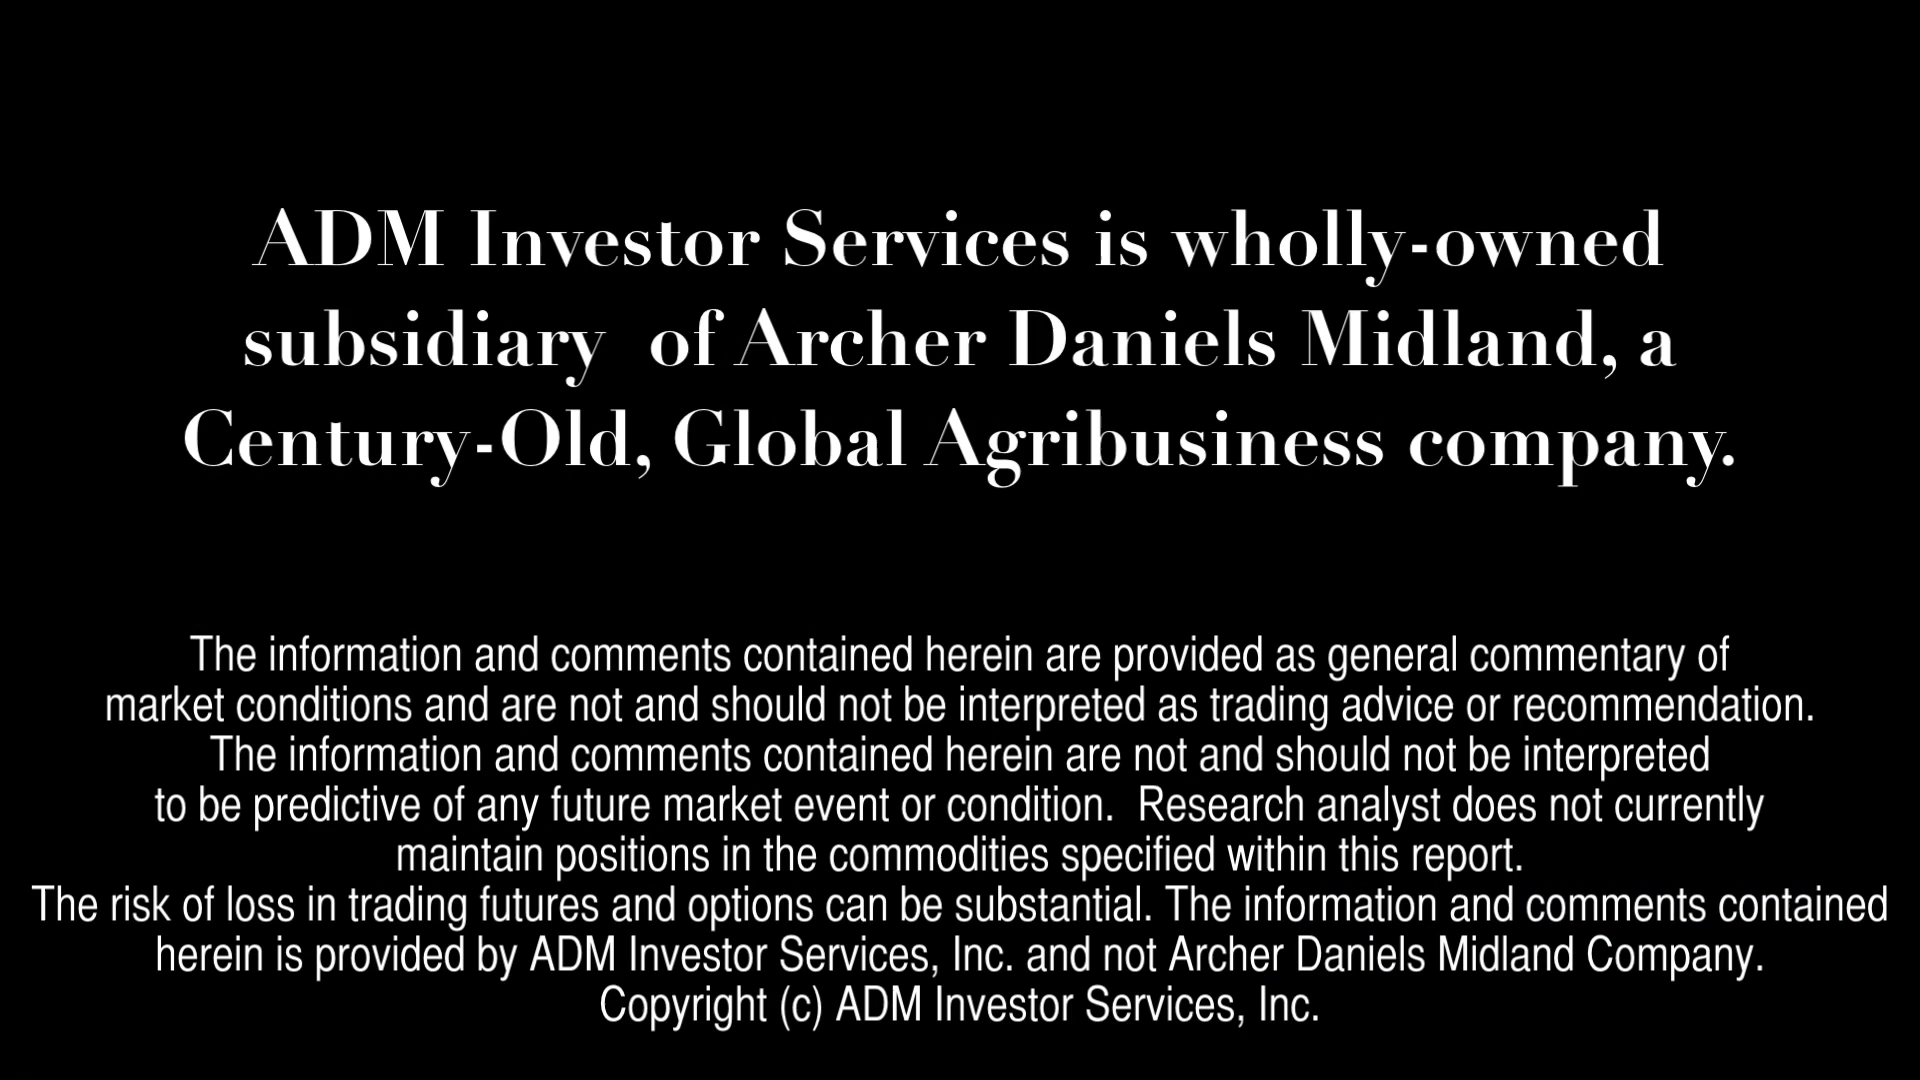 ADM Investor Services is wholly-owned
subsidiary  of Archer Daniels Midland, a
Century-Old, Global Agribusiness company.
The information and comments contained herein are provided as general commentary of
market conditions and are not and should not be interpreted as trading advice or recommendation.
The information and comments contained herein are not and should not be interpreted
to be predictive of any future market event or condition.  Research analyst does not currently
maintain positions in the commodities specified within this report.
The risk of loss in trading futures and options can be substantial. The information and comments contained
herein is provided by ADM Investor Services, Inc. and not Archer Daniels Midland Company.
Copyright (c) ADM Investor Services, Inc.